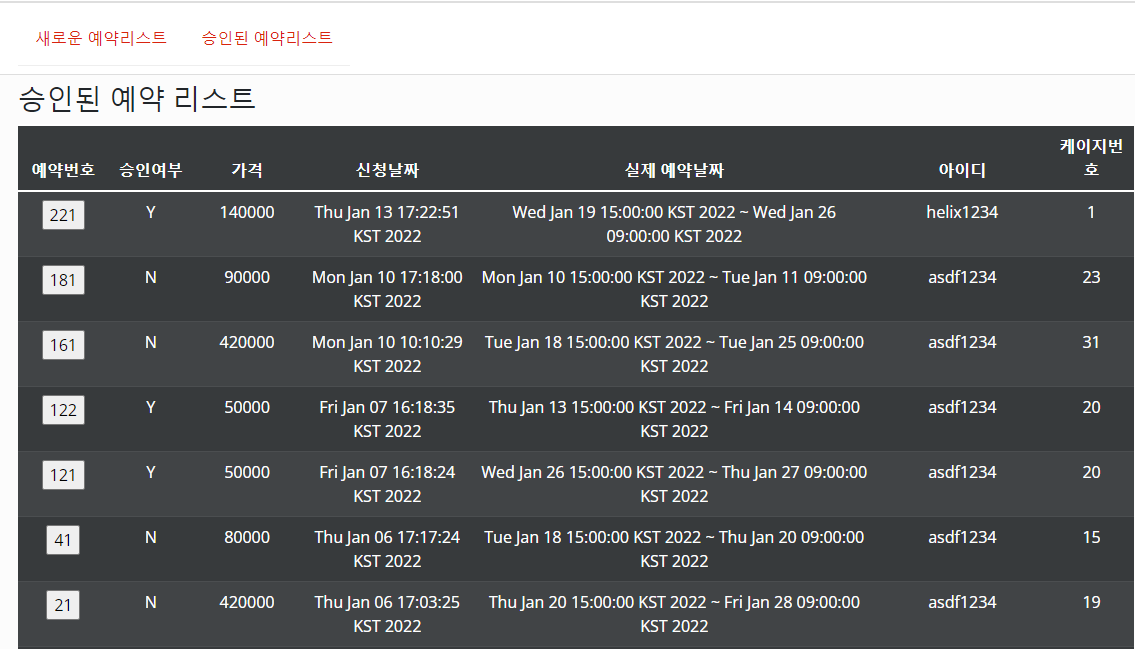 새로운 예약리스트 승인된 예약리스트
승인된 예약 리스트
예약번호 승인여부 가격 신청날짜 실제 예약날짜 아이디 케이지번
호
221 Y 140000 Thu Jan 13 17:22:51 Wed Jan 19 15:00:00 KST 2022 ~ Wed Jan 26 helix1234 1
KST 2022 09:00:00 KST 2022
181 N 90000 Mon Jan 10 17:18:00 Mon Jan 10 15:00:00 KST 2022 ~ Tue Jan 11 09:00:00 asdf1234 23
KST 2022 KST 2022
161 N 420000 Mon Jan 10 10:10:29 Tue Jan 18 15:00:00 KST 2022 ~ Tue Jan 25 09:00:00 asdf1234 31
KST 2022 KST 2022
122 Y 50000 Fri Jan 07 16:18:35 Thu Jan 13 15:00:00 KST 2022 ~ Fri Jan 14 09:00:00 asdf1234 20
KST 2022 KST 2022
121 Y 50000 Fri Jan 07 16:18:24 Wed Jan 26 15:00:00 KST 2022 ~ Thu Jan 27 09:00:00 asdf1234 20
KST 2022 KST 2022
41 N 80000 Thu Jan 06 17:17:24 Tue Jan 18 15:00:00 KST 2022 ~ Thu Jan 20 09:00:00 asdf1234 15
KST 2022 KST 2022
21 N 420000 Thu Jan 06 17:03:25 Thu Jan 20 15:00:00 KST 2022 ~ Fri Jan 28 09:00:00 asdf1234 19
KST 2022 KST 2022